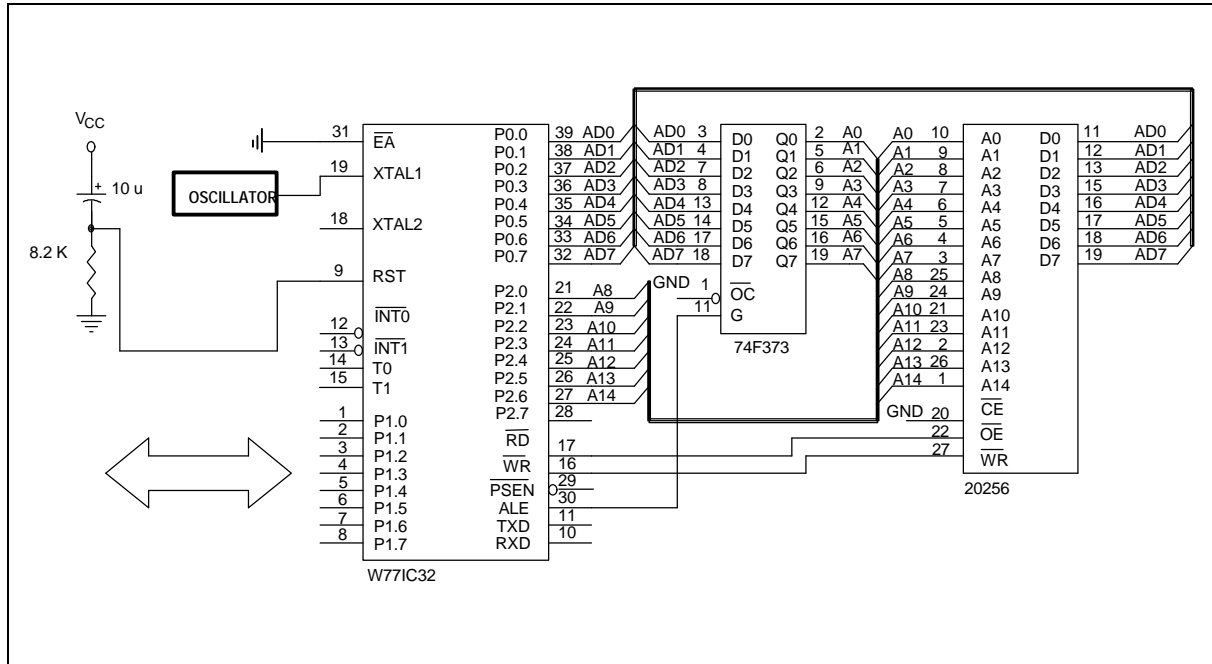 VCC
10 u
8.2 K
OSCILLATOR
31 EA
19 XTAL1
18 XTAL2
9 RST
12 INT0
13 INT1
14 T0
15 T1
1 P1.0
2 P1.1
3 P1.2
4 P1.3
5 P1.4
6 P1.5
7 P1.6
8 P1.7
P0.0 39 AD0
P0.1 38 AD1
P0.2 37 AD2
P0.3 36 AD3
P0.4 35 AD4
P0.5 34 AD5
P0.6 33 AD6
P0.7 32 AD7
P2.0 21 A8
P2.1 22 A9
P2.2 23 A10
P2.3 24 A11
P2.4 25 A12
P2.5 26 A13
P2.6 27 A14
P2.7 28
RD 17
WR 16
PSEN 29
ALE 30
TXD 11
RXD 10
W77IC32
AD0 3 D0 Q0 2 A0
AD1 4 D1 Q1 5 A1
AD2 7 D2 Q2 6 A2
AD3 8 D3 Q3 9 A3
AD4 13 D4 Q4 12 A4
AD5 14 D5 Q5 15 A5
AD6 17 D6 Q6 16 A6
AD7 18 D7 Q7 19 A7
GND 1 OC
11 G
74F373
A0 10 A0 D0 11 AD0
A1 9 A1 D1 12 AD1
A2 8 A2 D2 13 AD2
A3 7 A3 D3 15 AD3
A4 6 A4 D4 16 AD4
A5 5 A5 D5 17 AD5
A6 4 A6 D6 18 AD6
A7 3 A7 D7 19 AD7
A8 25 A8
A9 24 A9
A10 21 A10
A11 23 A11
A12 2 A12
A13 26 A13
A14 1 A14
GND 20 CE
22 OE
27 WR
20256